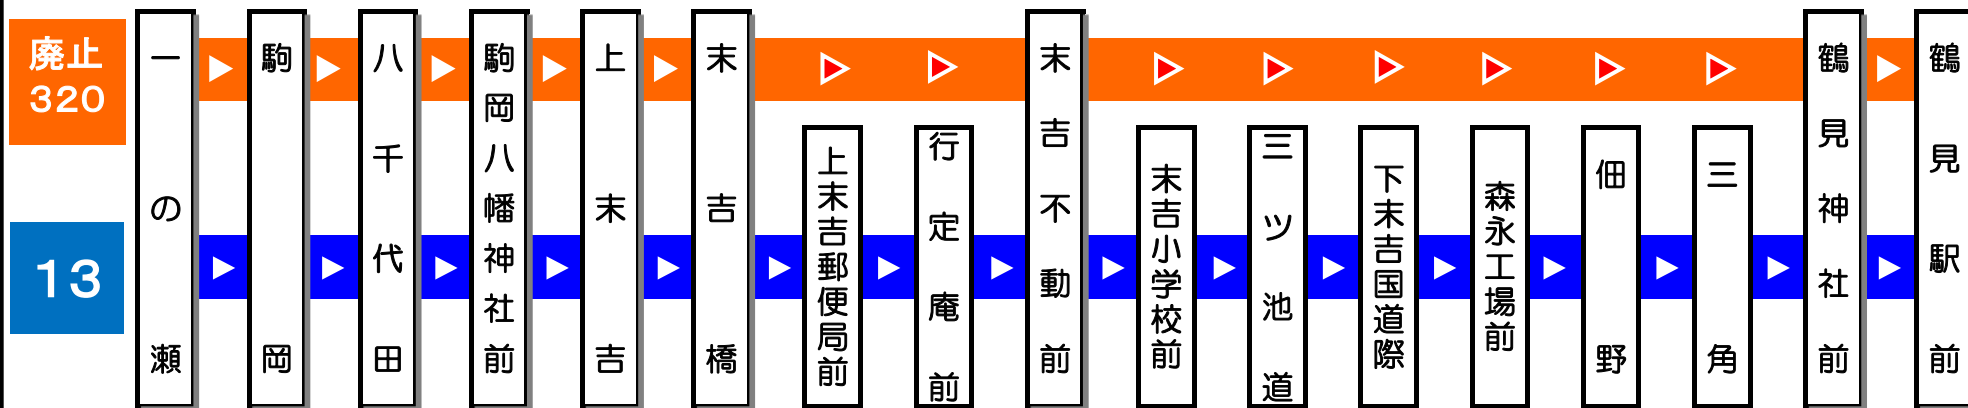 廃止
320
13
一の瀬
駒岡
八千代田
駒岡八幡神社前
上末吉
末吉橋
上末吉郵便局前
行定庵前
末吉不動前
末吉小学校前
三ツ池道
下末吉国道際
森永工場前
佃野
三角
鶴見神社前
鶴見駅前